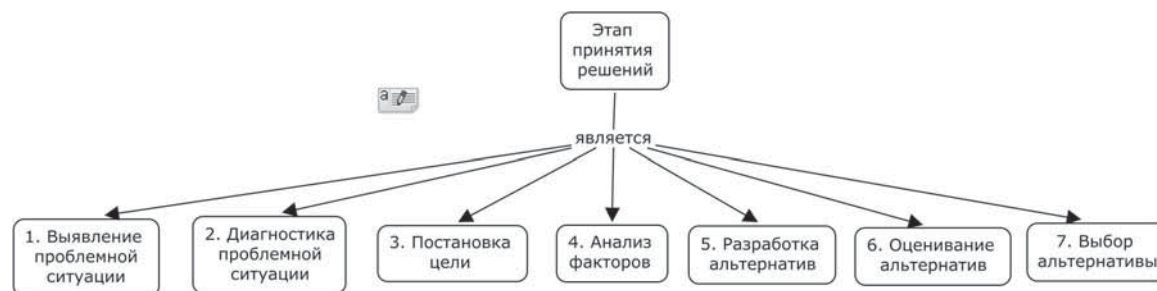 Этап
принятия
решений
а
является
1. Выявление
проблемной
ситуации
2. Диагностика
проблемной
ситуации
3. Постановка
цели
4. Анализ
факторов
5. Разработка
альтернатив
6. Оценивание
альтернатив
7. Выбор
альтернативы